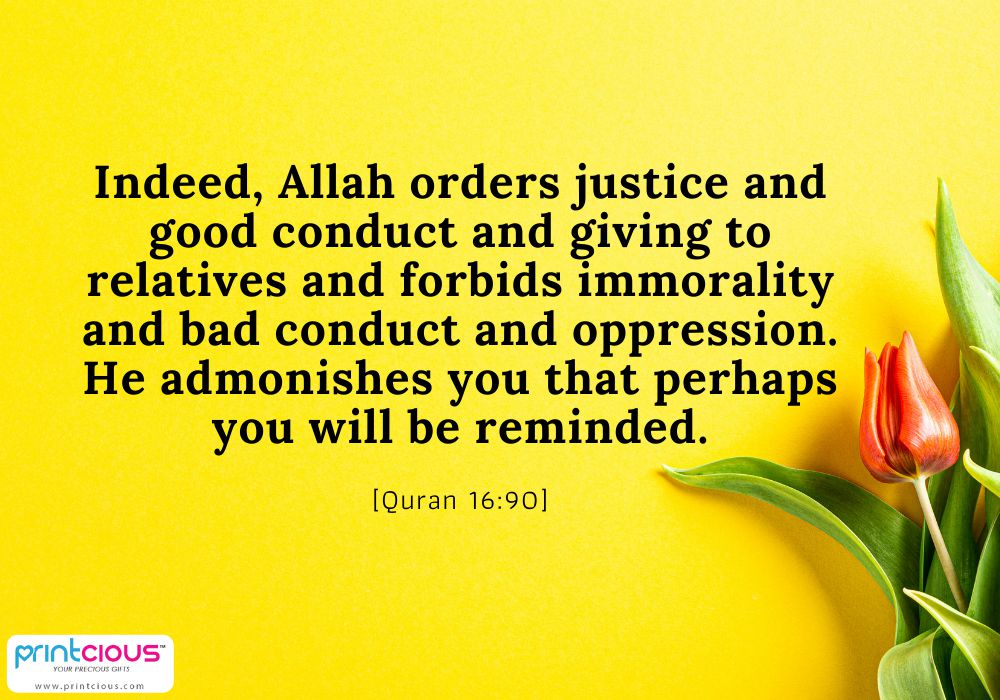 Indeed, Allah orders justice and
good conduct and giving to
relatives and forbids immorality
and bad conduct and oppression.
He admonishes you that perhaps
you will be reminded.
[Quran 16:90]
printcious™
YOUR PRECIOUS GIFTS
www.printcious.com